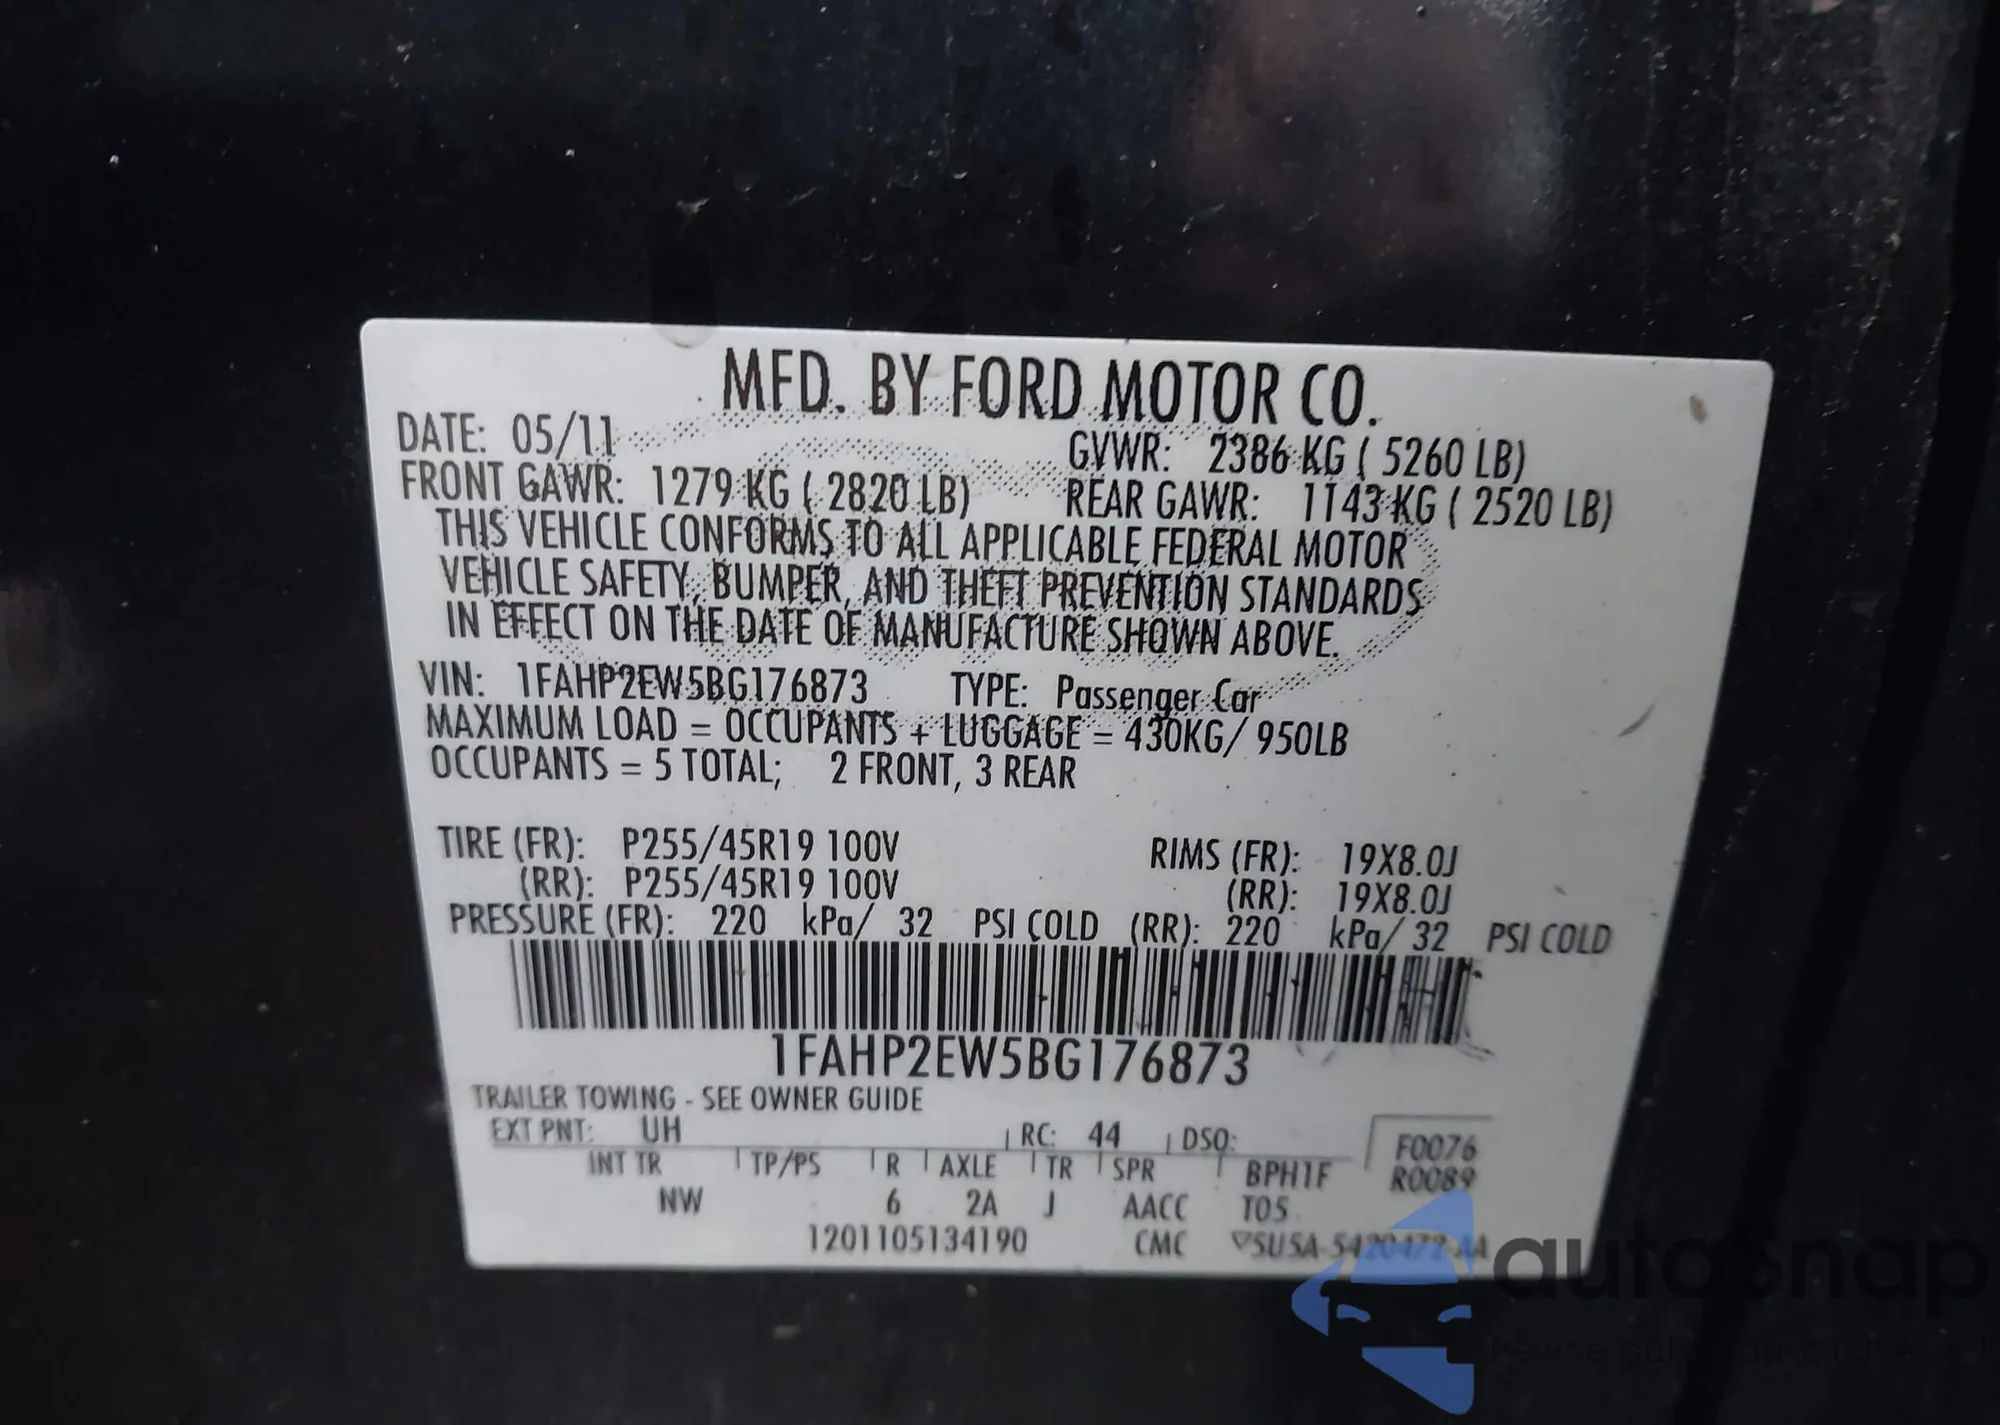 MFD. BY FORD MOTOR CO.
DATE: 05/11
GVWR: 2386 KG ( 5260 LB)
FRONT GAWR: 1279 KG ( 2820 LB)
REAR GAWR: 1143 KG ( 2520 LB)
THIS VEHICLE CONFORMS TO ALL APPLICABLE FEDERAL MOTOR
VEHICLE SAFETY, BUMPER, AND THEFT PREVENTION STANDARDS
IN EFFECT ON THE DATE OF MANUFACTURE SHOWN ABOVE.
VIN: 1FAHP2EW5BG176873 TYPE: Passenger Car
MAXIMUM LOAD = OCCUPANTS + LUGGAGE = 430KG/ 950LB
OCCUPANTS = 5 TOTAL; 2 FRONT, 3 REAR
TIRE (FR): P255/45R19 100V RIMS (FR): 19X8.0J
(RR): P255/45R19 100V (RR): 19X8.0J
PRESSURE (FR): 220 kPa/ 32 PSI COLD (RR): 220 kPa/ 32 PSI COLD
1FAHP2EW5BG176873
TRAILER TOWING - SEE OWNER GUIDE
EXT PNT: UH RC: 44 DSO: F0076
INT TR TP/PS R AXLE TR SPR BPH1F R0089
NW 6 2A J AACC T05
1201105134190 CMC ▽5U5A-5420472-AA
autosnap